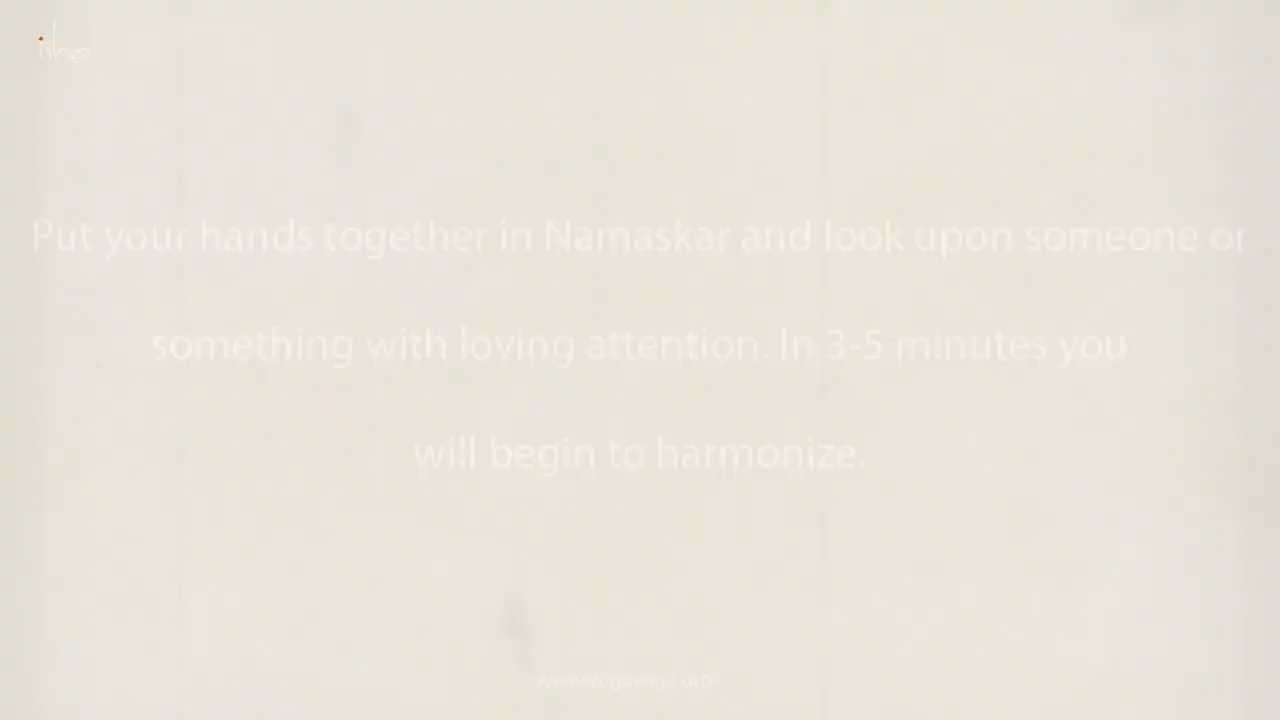 isha
Put your hands together in Namaskar and look upon someone or
something with loving attention. In 3-5 minutes you
will begin to harmonize.